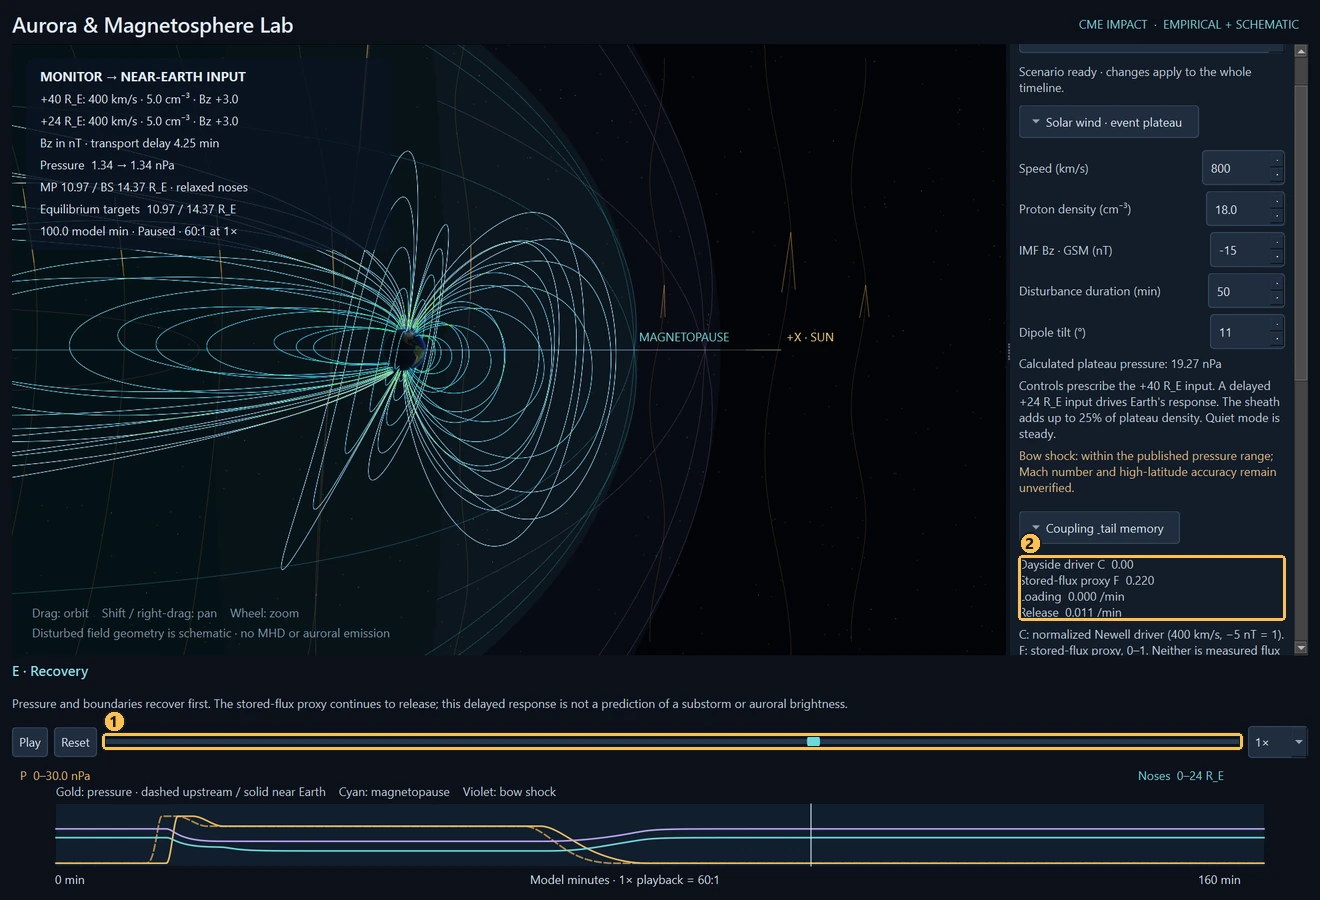 Aurora & Magnetosphere Lab
CME IMPACT · EMPIRICAL + SCHEMATIC
MONITOR → NEAR-EARTH INPUT
+40 R_E: 400 km/s · 5.0 cm⁻³ · Bz +3.0
+24 R_E: 400 km/s · 5.0 cm⁻³ · Bz +3.0
Bz in nT · transport delay 4.25 min
Pressure 1.34 → 1.34 nPa
MP 10.97 / BS 14.37 R_E · relaxed noses
Equilibrium targets 10.97 / 14.37 R_E
100.0 model min · Paused · 60:1 at 1×
MAGNETOPAUSE
+X · SUN
Drag: orbit Shift / right-drag: pan Wheel: zoom
Disturbed field geometry is schematic · no MHD or auroral emission
Scenario ready · changes apply to the whole
timeline.
Solar wind · event plateau
Speed (km/s) 800
Proton density (cm⁻³) 18.0
IMF Bz · GSM (nT) -15
Disturbance duration (min) 50
Dipole tilt (°) 11
Calculated plateau pressure: 19.27 nPa
Controls prescribe the +40 R_E input. A delayed
+24 R_E input drives Earth's response. The sheath
adds up to 25% of plateau density. Quiet mode is
steady.
Bow shock: within the published pressure range;
Mach number and high-latitude accuracy remain
unverified.
Coupling _tail memory
2
Dayside driver C 0.00
Stored-flux proxy F 0.220
Loading 0.000 /min
Release 0.011 /min
C: normalized Newell driver (400 km/s, −5 nT = 1).
F: stored-flux proxy, 0–1. Neither is measured flux
E · Recovery
Pressure and boundaries recover first. The stored-flux proxy continues to release; this delayed response is not a prediction of a substorm or auroral brightness.
1
Play Reset 1×
P 0–30.0 nPa
Noses 0–24 R_E
Gold: pressure · dashed upstream / solid near Earth Cyan: magnetopause Violet: bow shock
0 min
Model minutes · 1× playback = 60:1
160 min